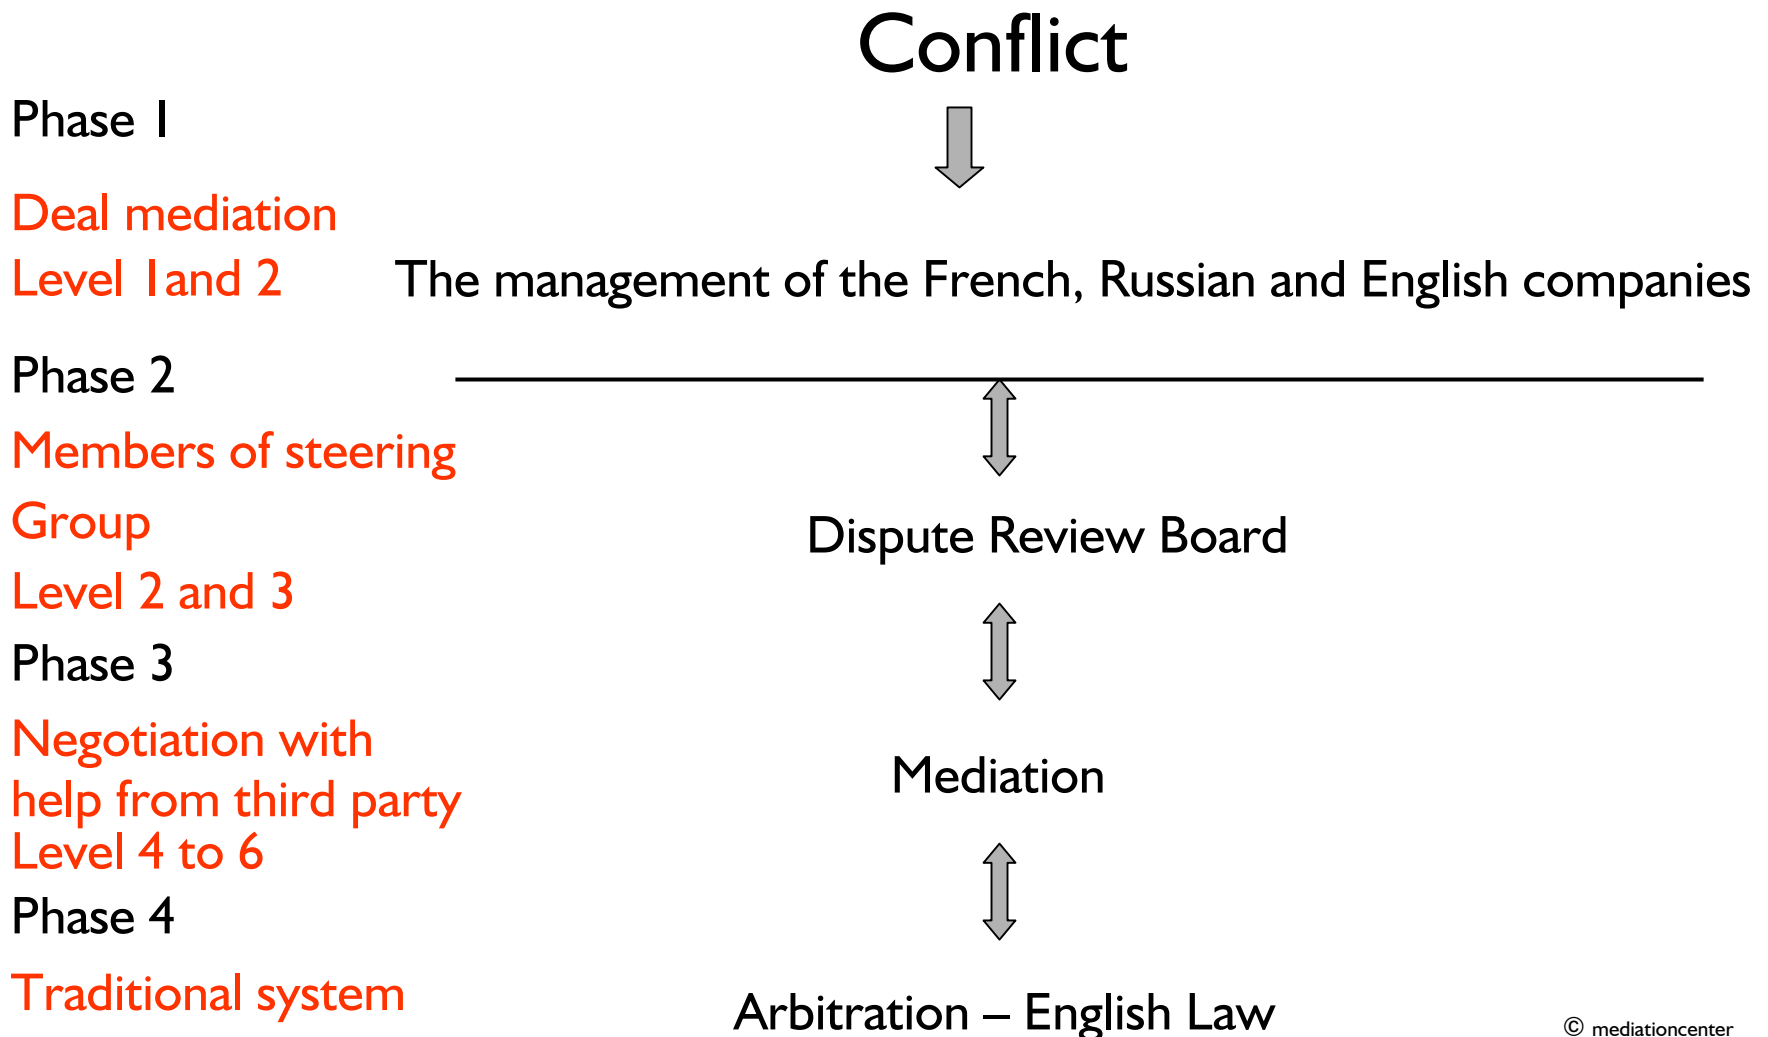 Conflict
Phase 1
Deal mediation
Level 1and 2
The management of the French, Russian and English companies
Phase 2
Members of steering
Group
Dispute Review Board
Level 2 and 3
Phase 3
Negotiation with
help from third party
Mediation
Level 4 to 6
Phase 4
Traditional system
Arbitration – English Law
© mediationcenter